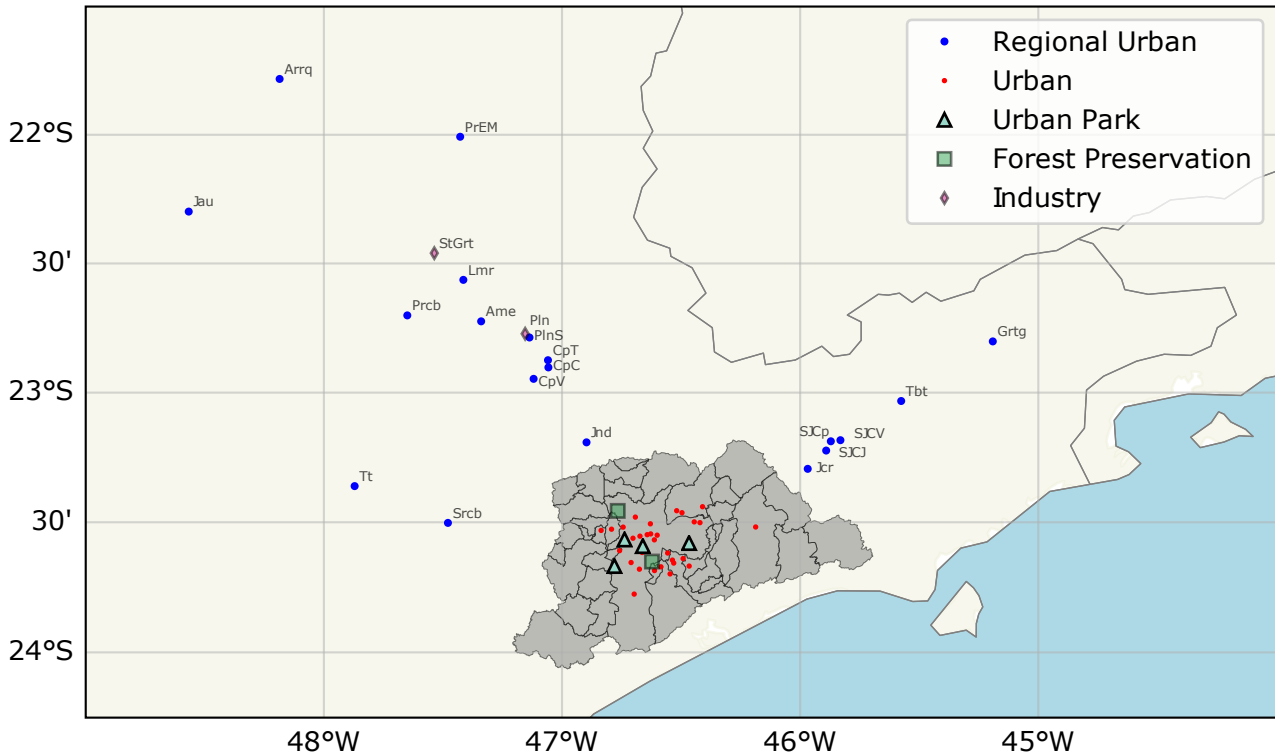 Regional Urban
Urban
Urban Park
Forest Preservation
Industry
Arrq
PrEM
22°S
Jau
StGrt
30'
Lmr
Prcb
Ame
Pln
PlnS
Grtg
CpT
CpC
CpV
23°S
Tbt
Jnd
SJCp
SJCV
SJCJ
Jcr
Tt
Srcb
30'
24°S
48°W
47°W
46°W
45°W